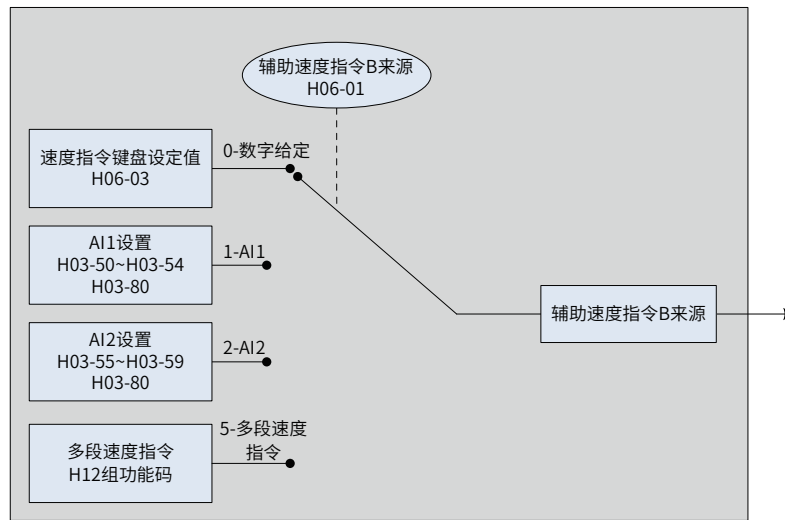 辅助速度指令B来源
H06-01
速度指令键盘设定值
H06-03
0-数字给定
AI1设置
H03-50~H03-54
H03-80
1-AI1
辅助速度指令B来源
AI2设置
H03-55~H03-59
H03-80
2-AI2
多段速度指令
H12组功能码
5-多段速度
指令